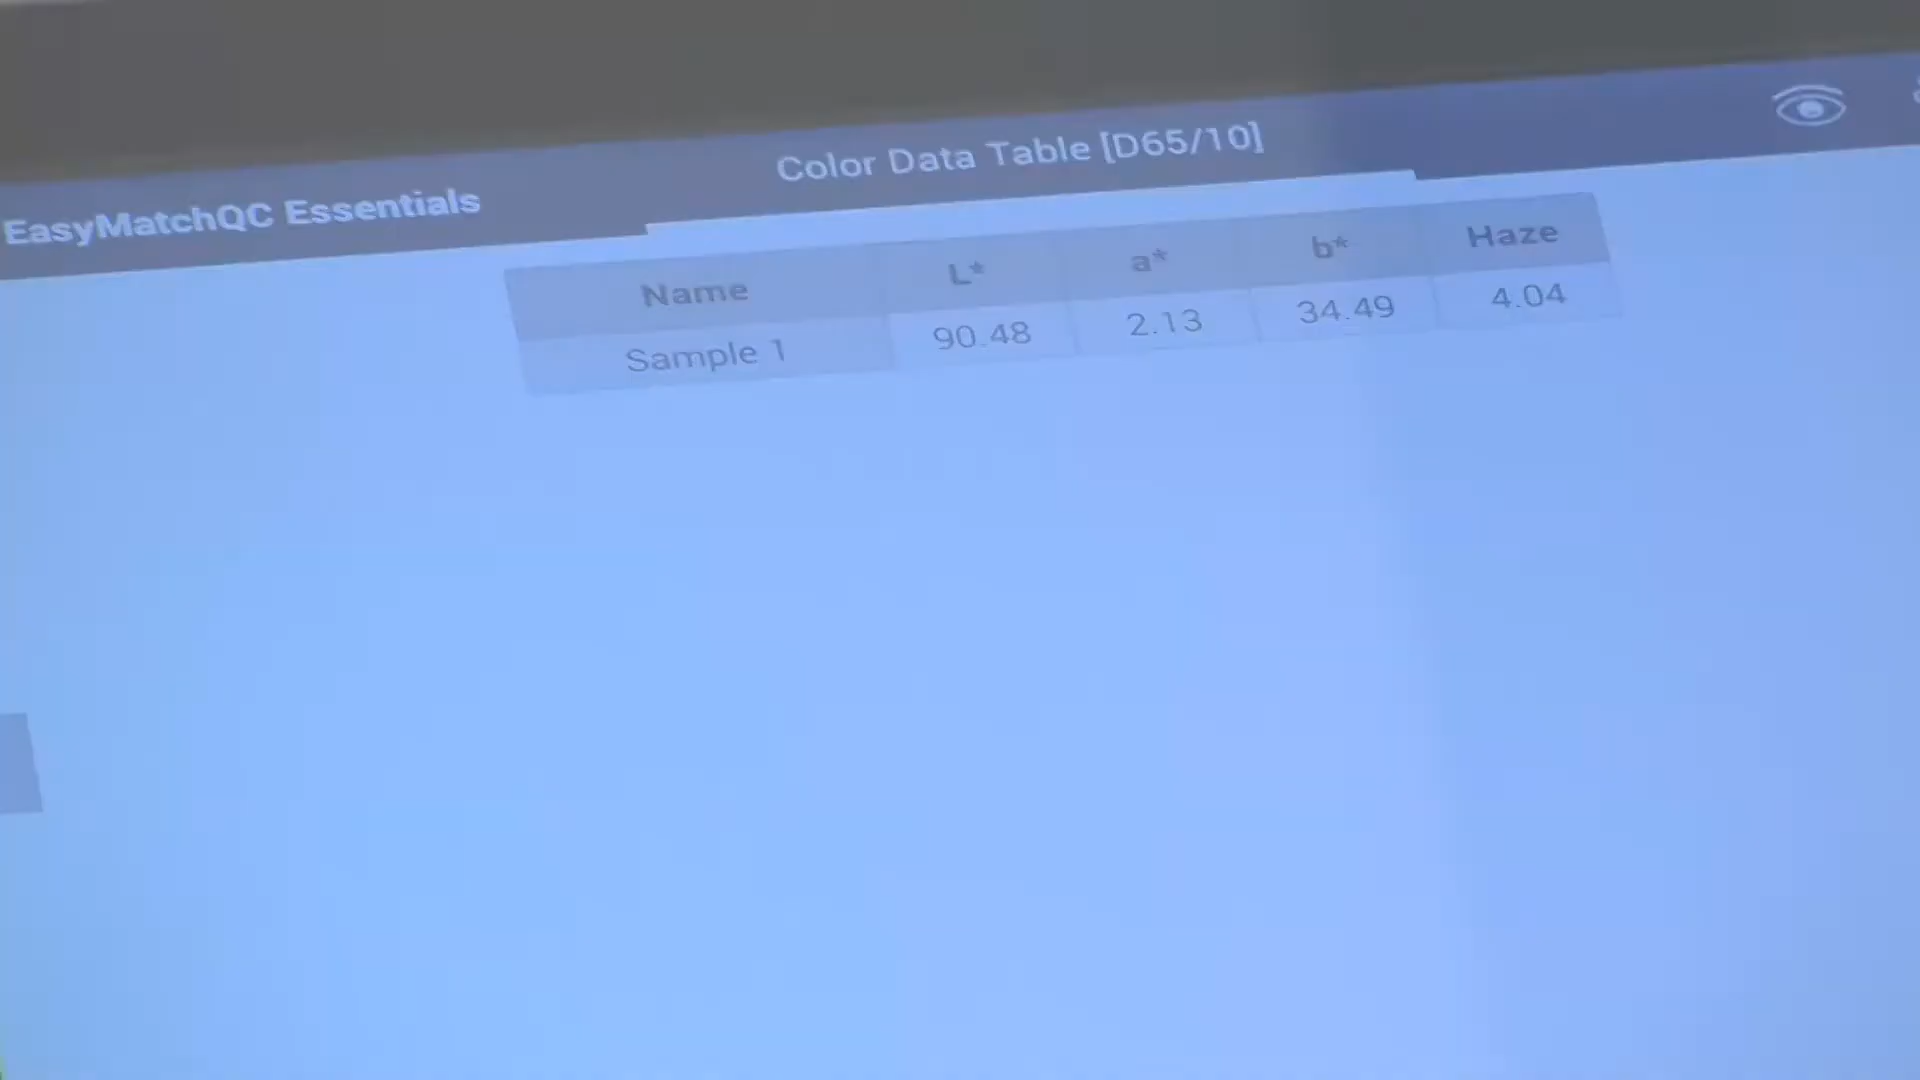 EasyMatchQC Essentials
Color Data Table [D65/10]
Name L* a* b* Haze
Sample 1 90.48 2.13 34.49 4.04